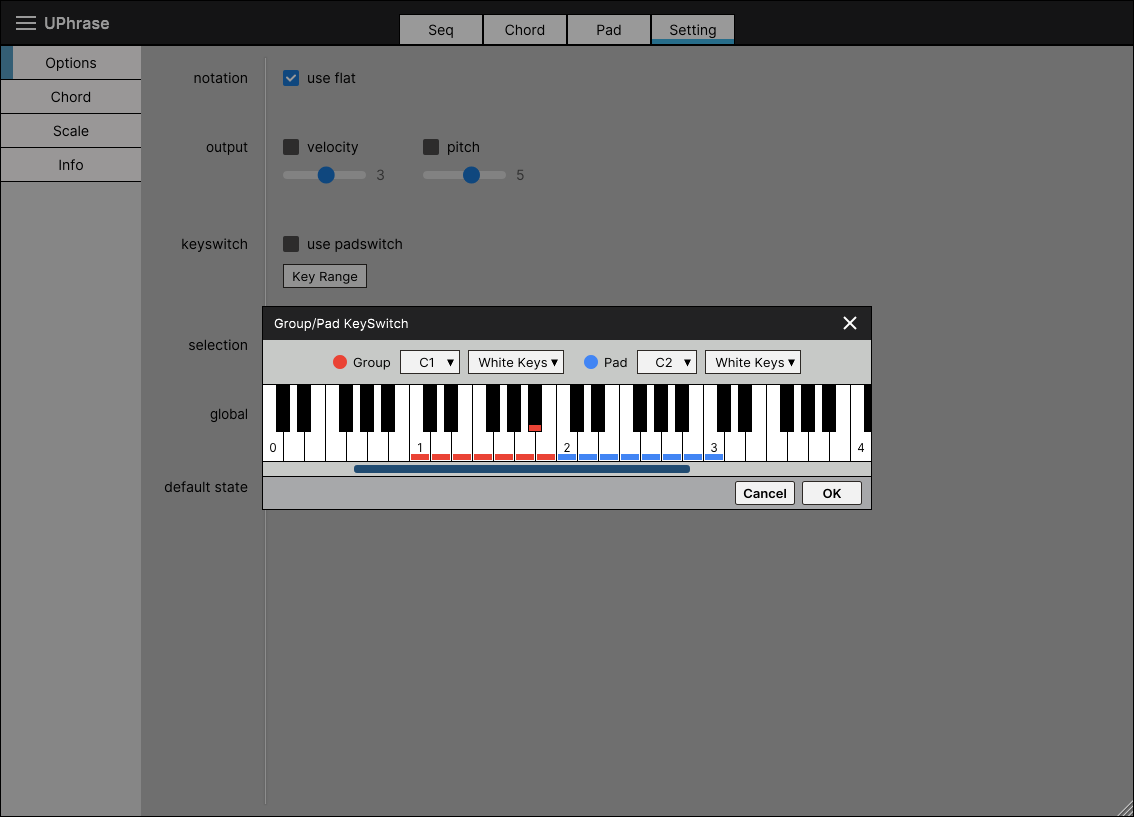 UPhrase
Seq Chord Pad Setting
Options
Chord
Scale
Info
notation use flat
output velocity pitch
3 5
keyswitch use padswitch
Key Range
Group/Pad KeySwitch
selection
Group C1 ▼ White Keys ▼ Pad C2 ▼ White Keys ▼
global
0 1 2 3 4
default state
Cancel OK